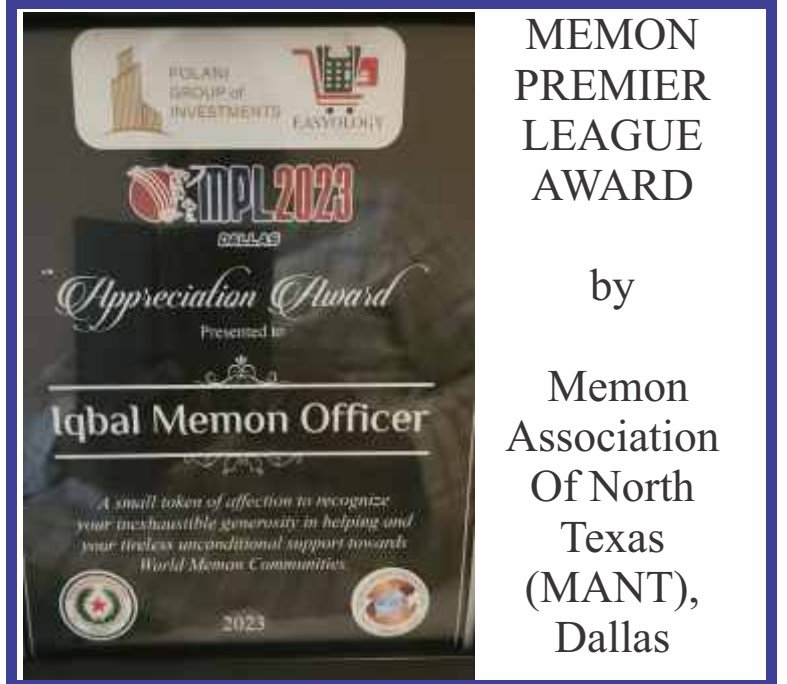 POLANI
GROUP of
INVESTMENTS
EASYOLOGY
MPL2023
DALLAS
Appreciation Award
Presented to
Iqbal Memon Officer
A small token of affection to recognize
your inexhaustible generosity in helping and
your tireless unconditional support towards
World Memon Communities.
2023
MEMON
PREMIER
LEAGUE
AWARD
by
Memon
Association
Of North
Texas
(MANT),
Dallas